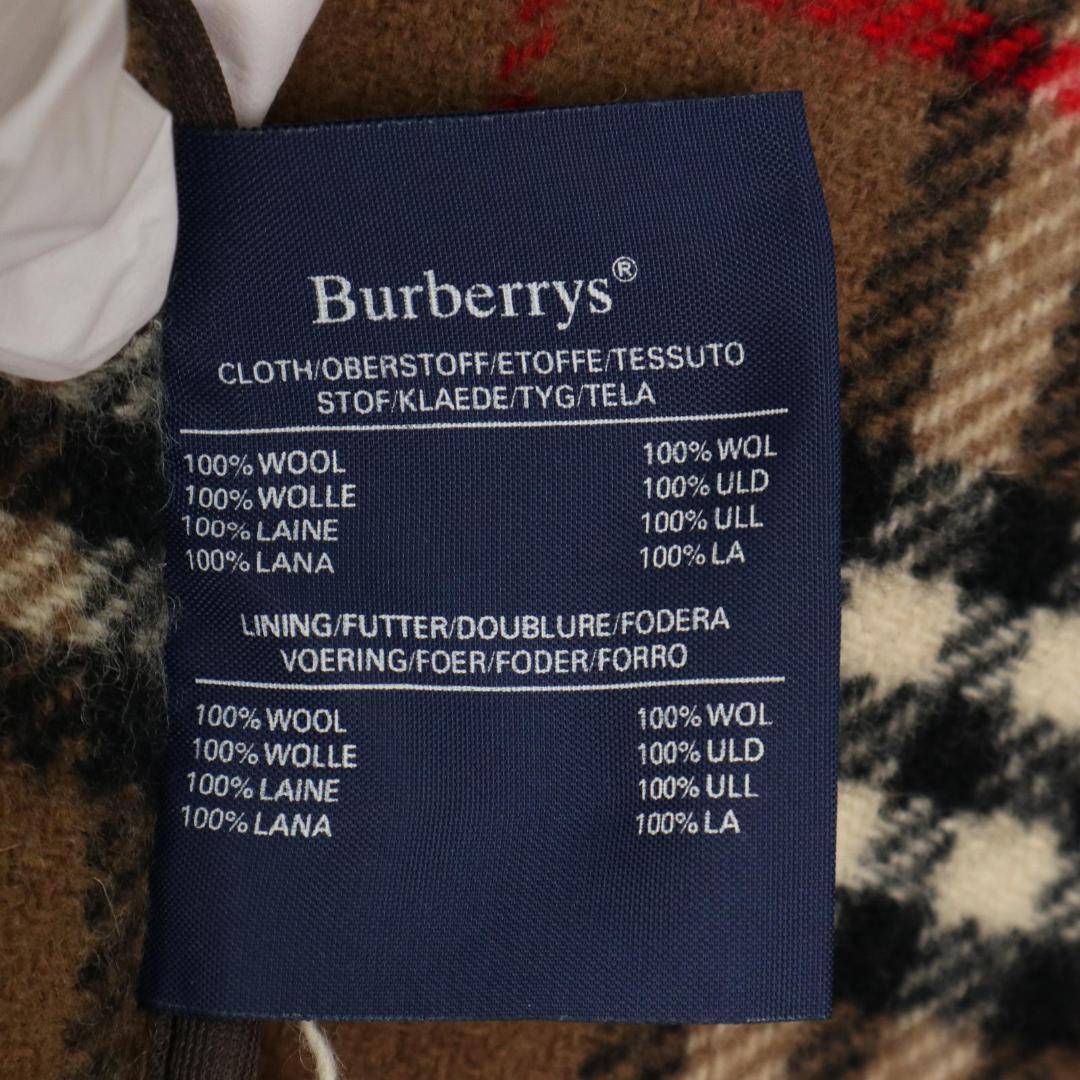 Burberrys®
CLOTH/OBERSTOFF/ETOFFE/TESSUTO
STOF/KLAEDE/TYG/TELA
100% WOOL 100% WOL
100% WOLLE 100% ULD
100% LAINE 100% ULL
100% LANA 100% LA
LINING/FUTTER/DOUBLURE/FODERA
VOERING/FOER/FODER/FORRO
100% WOOL 100% WOL
100% WOLLE 100% ULD
100% LAINE 100% ULL
100% LANA 100% LA